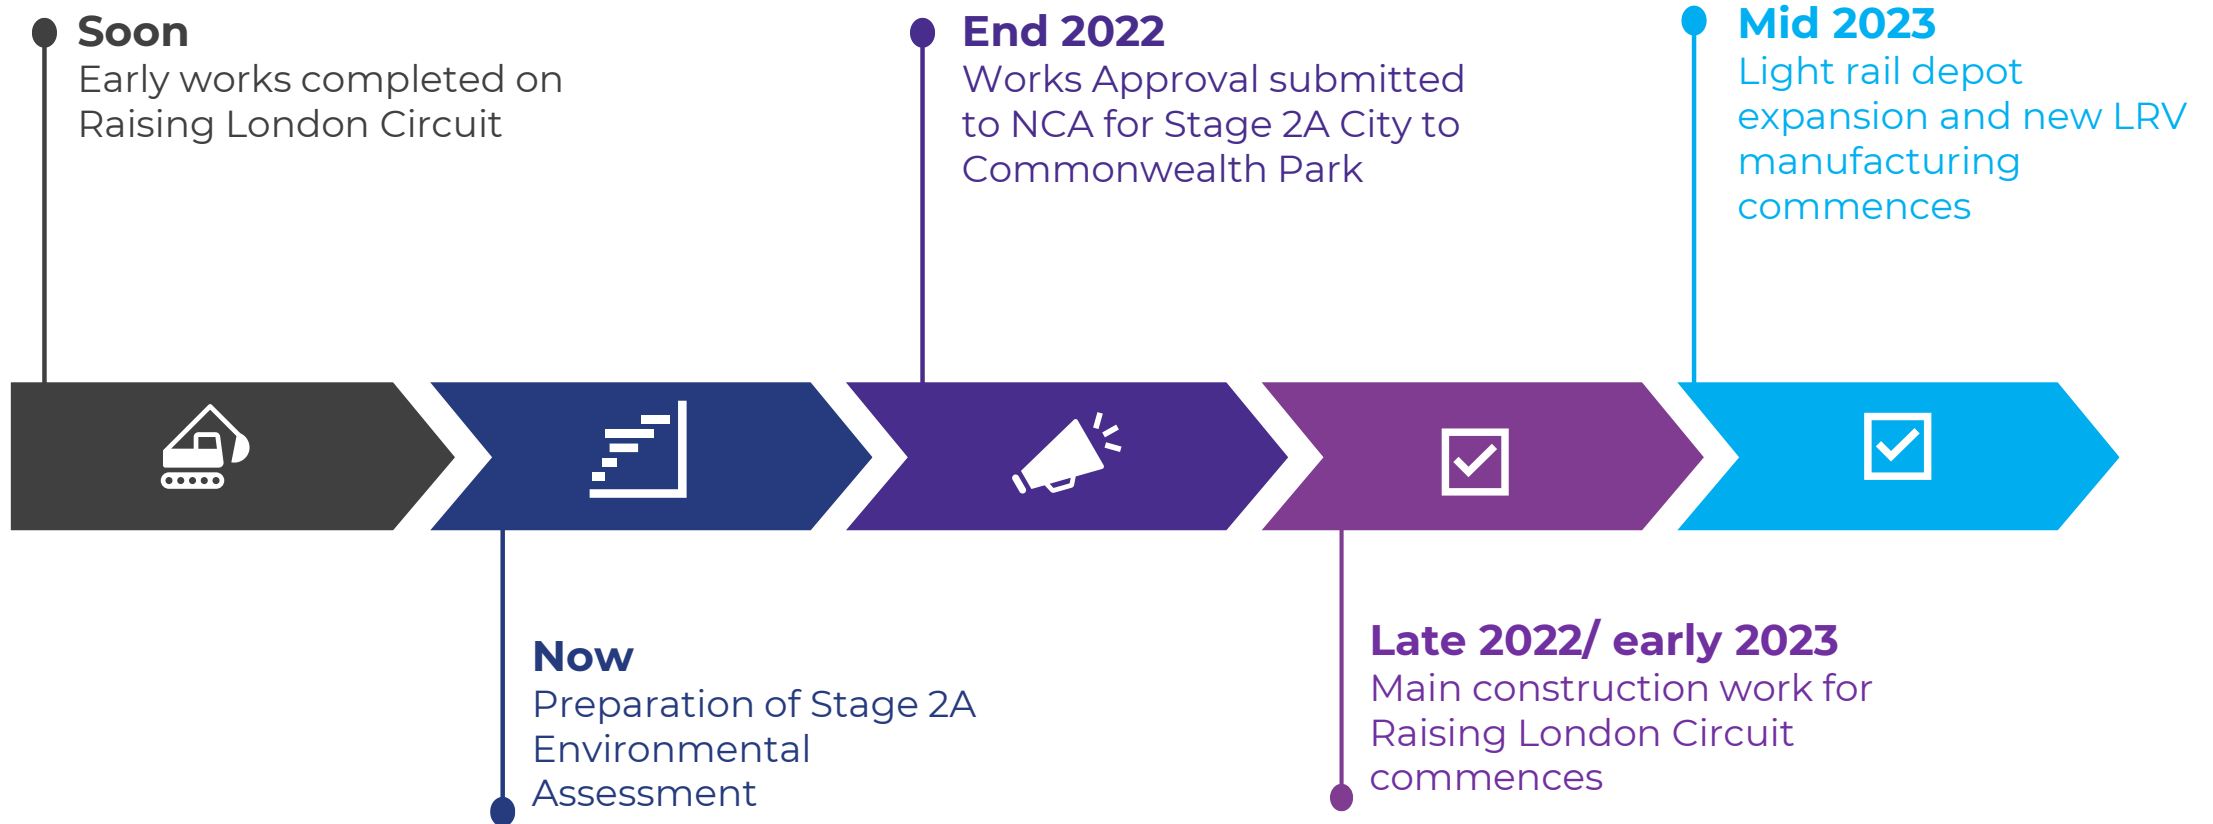 Soon
Early works completed on
Raising London Circuit
Now
Preparation of Stage 2A
Environmental
Assessment
End 2022
Works Approval submitted
to NCA for Stage 2A City to
Commonwealth Park
Late 2022/ early 2023
Main construction work for
Raising London Circuit
commences
Mid 2023
Light rail depot
expansion and new LRV
manufacturing
commences